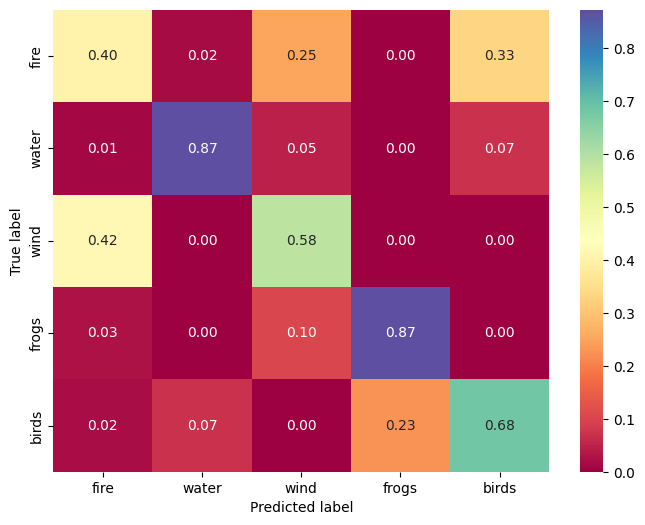 fire 0.40 0.02 0.25 0.00 0.33
water 0.01 0.87 0.05 0.00 0.07
wind 0.42 0.00 0.58 0.00 0.00
frogs 0.03 0.00 0.10 0.87 0.00
birds 0.02 0.07 0.00 0.23 0.68
fire water wind frogs birds
Predicted label
True label
0.8
0.7
0.6
0.5
0.4
0.3
0.2
0.1
0.0